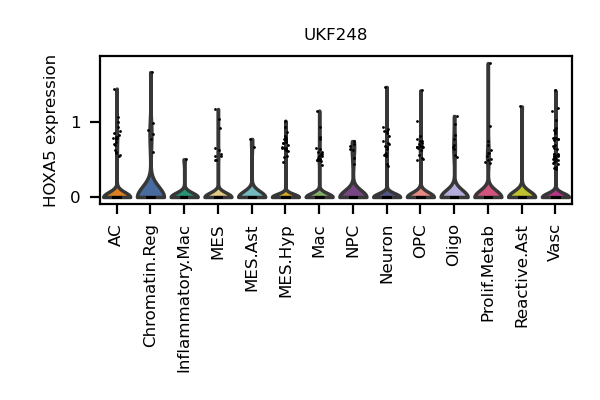 UKF248
HOXA5 expression
1
0
AC
Chromatin.Reg
Inflammatory.Mac
MES
MES.Ast
MES.Hyp
Mac
NPC
Neuron
OPC
Oligo
Prolif.Metab
Reactive.Ast
Vasc